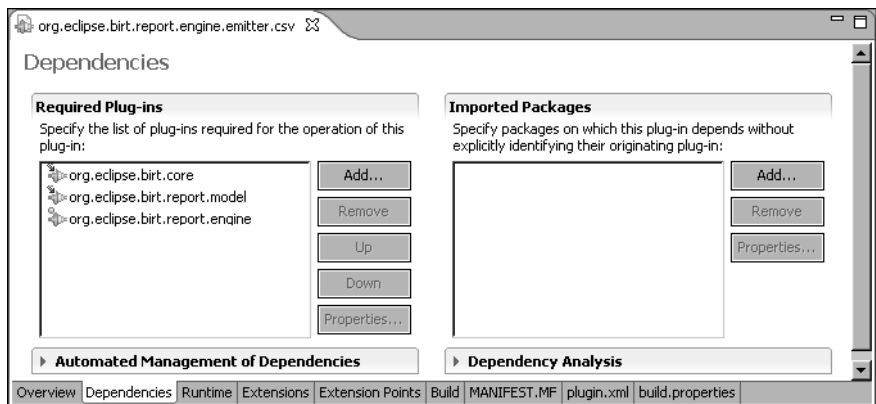 org.eclipse.birt.report.engine.emitter.csv
Dependencies
Required Plug-ins
Specify the list of plug-ins required for the operation of this
plug-in:
org.eclipse.birt.core
org.eclipse.birt.report.model
org.eclipse.birt.report.engine
Add...
Remove
Up
Down
Properties...
Imported Packages
Specify packages on which this plug-in depends without
explicitly identifying their originating plug-in:
Add...
Remove
Properties...
Automated Management of Dependencies
Dependency Analysis
Overview Dependencies Runtime Extensions Extension Points Build MANIFEST.MF plugin.xml build.properties